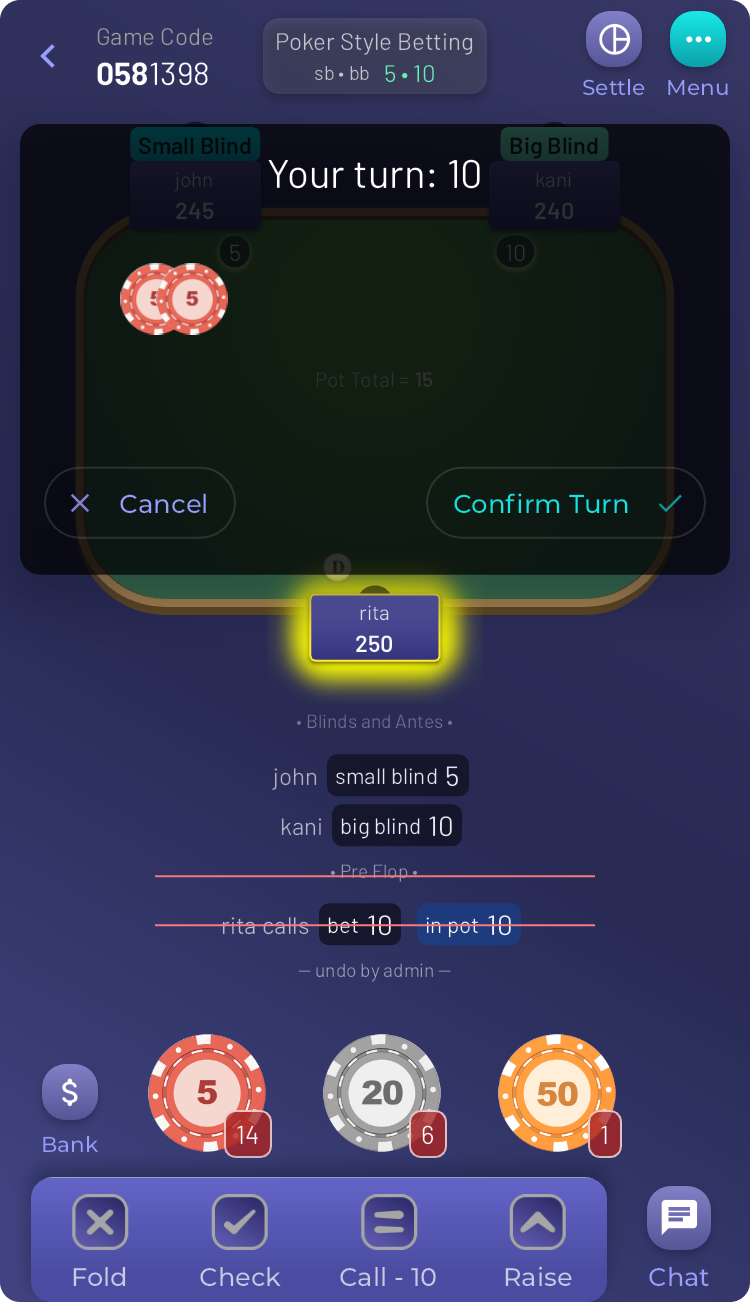 Game Code
0581398
Poker Style Betting
sb • bb 5 • 10
Settle
Menu
Small Blind
Big Blind
Your turn: 10
john
kani
245
240
5
10
5 5
Pot Total = 15
Cancel
Confirm Turn
D
rita
250
• Blinds and Antes •
john small blind 5
kani big blind 10
• Pre Flop •
rita calls bet 10 in pot 10
— undo by admin —
5
20
50
14
6
1
$
Bank
Fold
Check
Call - 10
Raise
Chat